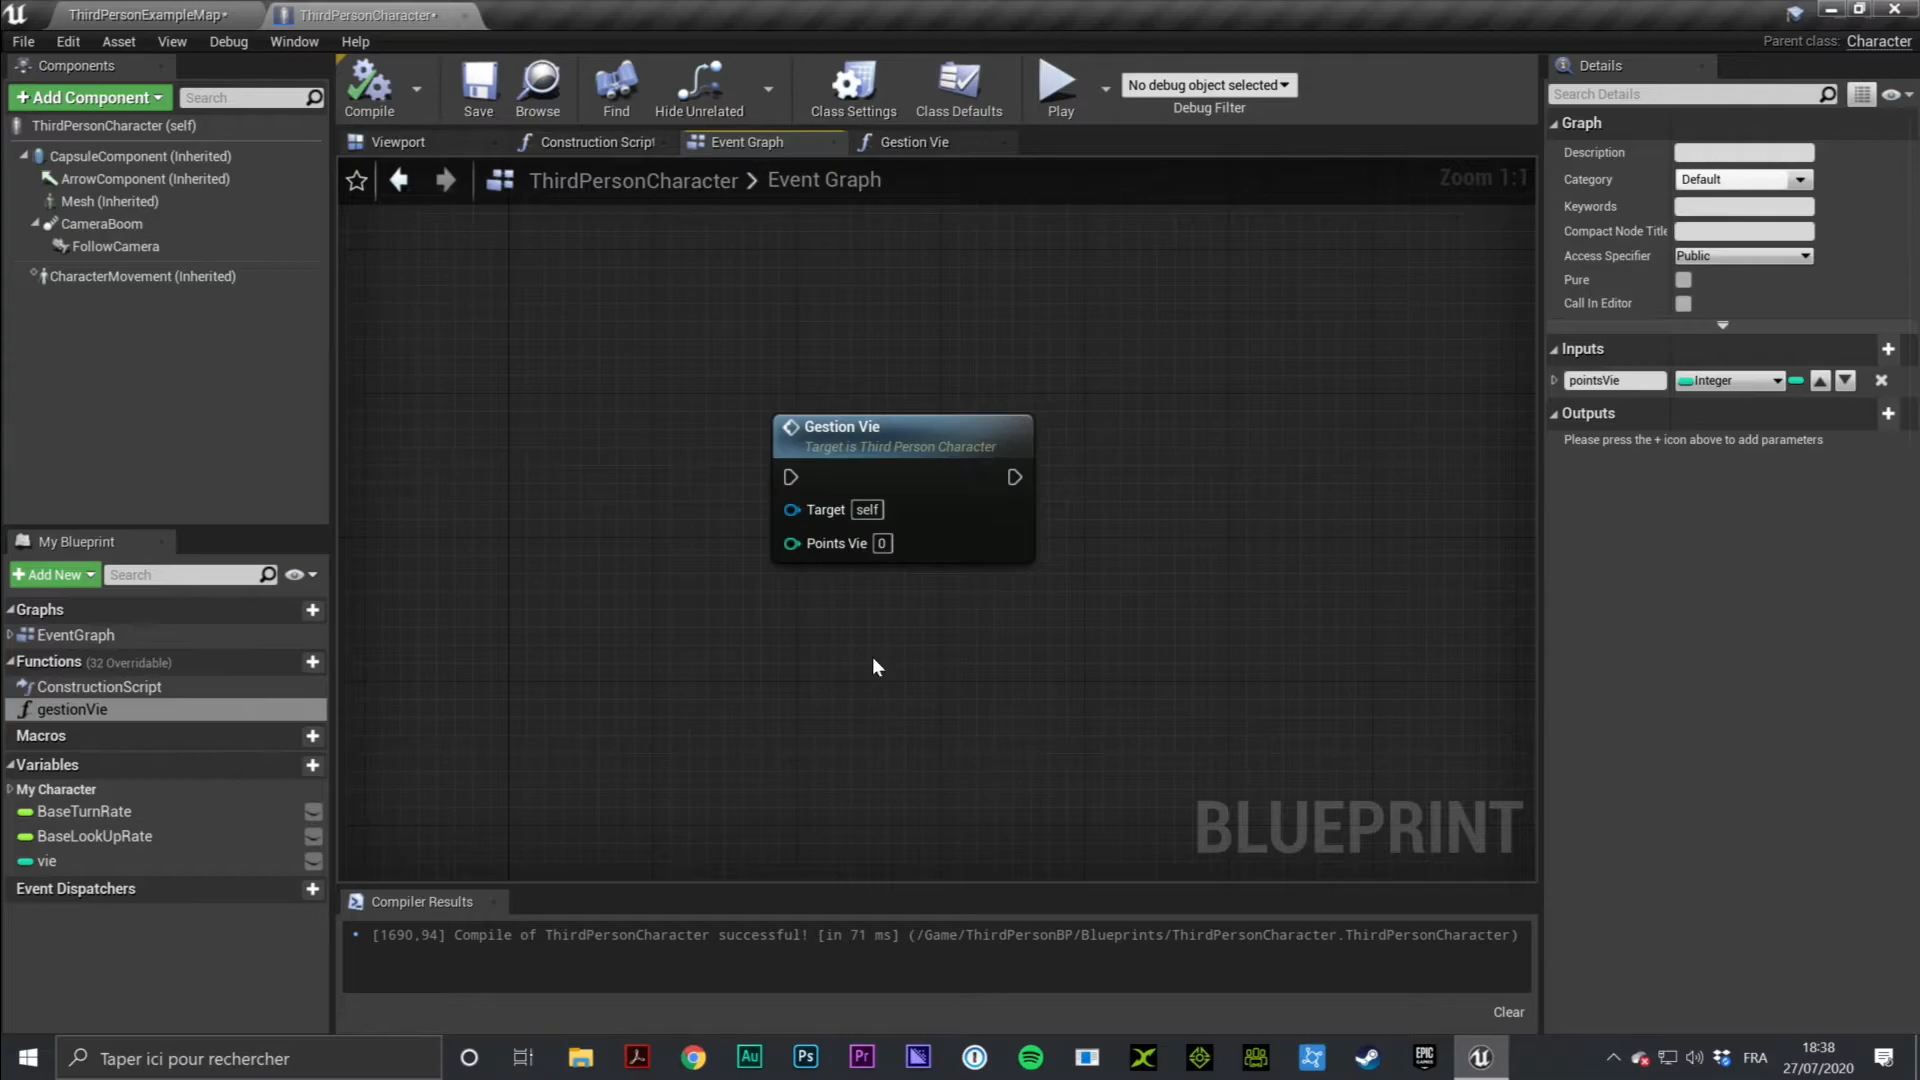 ThirdPersonExampleMap*
ThirdPersonCharacter*
File Edit Asset View Debug Window Help
Parent class: Character
Components
+ Add Component
Search
ThirdPersonCharacter (self)
CapsuleComponent (Inherited)
ArrowComponent (Inherited)
Mesh (Inherited)
CameraBoom
FollowCamera
CharacterMovement (Inherited)
Compile
Save
Browse
Find
Hide Unrelated
Class Settings
Class Defaults
Play
No debug object selected
Debug Filter
Viewport
Construction Script
Event Graph
Gestion Vie
ThirdPersonCharacter > Event Graph
Zoom 1:1
Gestion Vie
Target is Third Person Character
Target self
Points Vie 0
BLUEPRINT
My Blueprint
+ Add New
Search
Graphs
EventGraph
Functions (32 Overridable)
ConstructionScript
gestionVie
Macros
Variables
My Character
BaseTurnRate
BaseLookUpRate
vie
Event Dispatchers
Compiler Results
[1690,94] Compile of ThirdPersonCharacter successful! [in 71 ms] (/Game/ThirdPersonBP/Blueprints/ThirdPersonCharacter.ThirdPersonCharacter)
Clear
Details
Search Details
Graph
Description
Category Default
Keywords
Compact Node Title
Access Specifier Public
Pure
Call In Editor
Inputs
pointsVie Integer
Outputs
Please press the + icon above to add parameters
Taper ici pour rechercher
Au
Ps
Pr
EPIC GAMES
FRA
18:38
27/07/2020